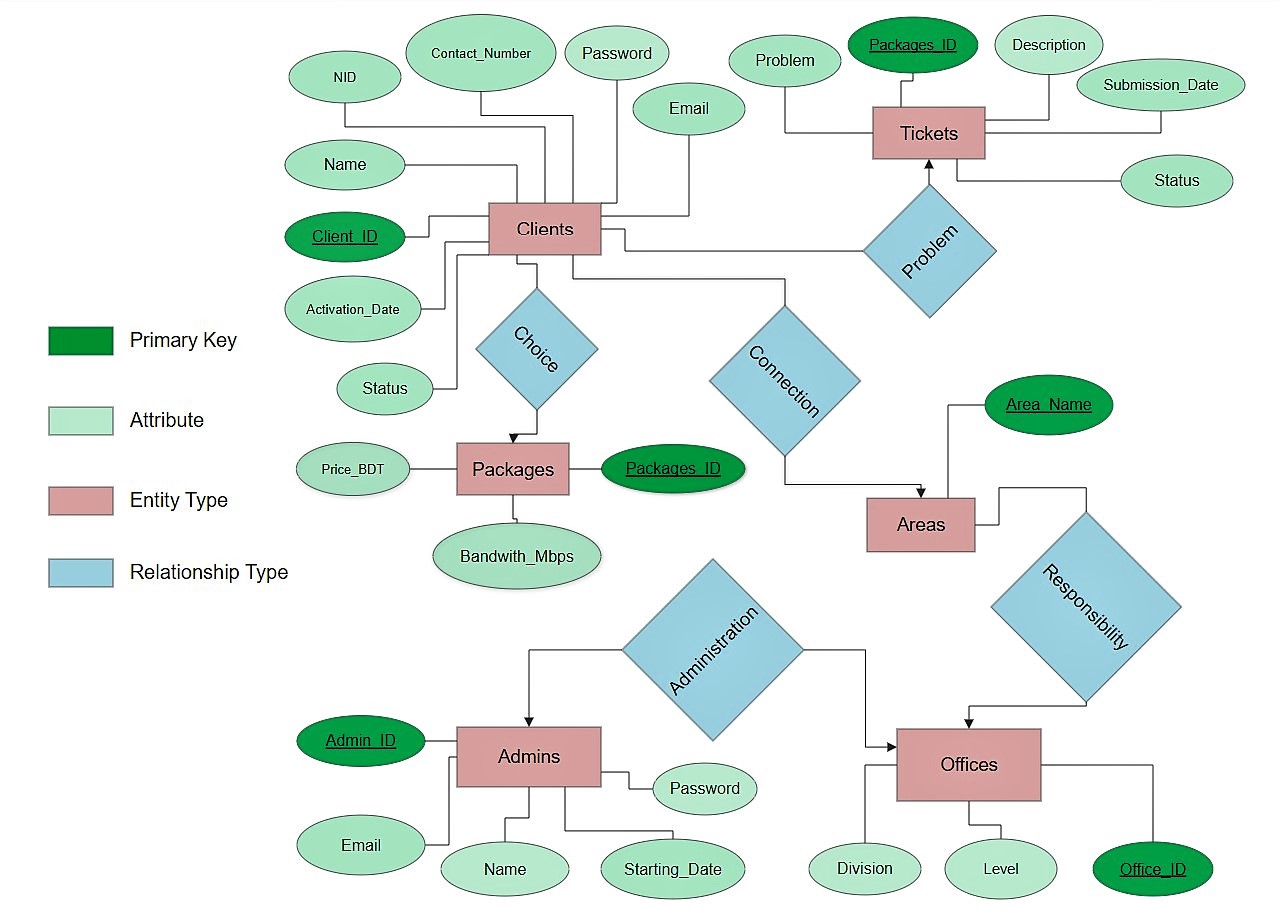 Contact_Number
Password
NID
Email
Name
Client_ID
Clients
Activation_Date
Status
Problem
Packages_ID
Description
Submission_Date
Tickets
Status
Problem
Choice
Connection
Primary Key
Attribute
Entity Type
Relationship Type
Price_BDT
Packages
Packages_ID
Bandwith_Mbps
Area_Name
Areas
Responsibility
Administration
Admin_ID
Admins
Password
Email
Name
Starting_Date
Offices
Division
Level
Office_ID